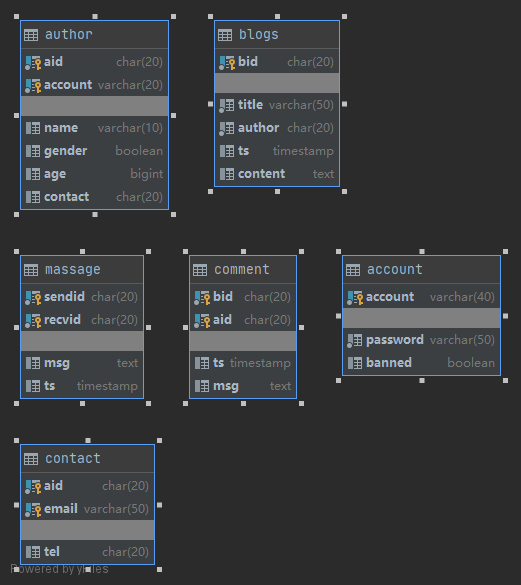 author
aid char(20)
account varchar(20)
name varchar(10)
gender boolean
age bigint
contact char(20)
blogs
bid char(20)
title varchar(50)
author char(20)
ts timestamp
content text
massage
sendid char(20)
recvid char(20)
msg text
ts timestamp
comment
bid char(20)
aid char(20)
ts timestamp
msg text
account
account varchar(40)
password varchar(50)
banned boolean
contact
aid char(20)
email varchar(50)
tel char(20)
Powered by yFiles